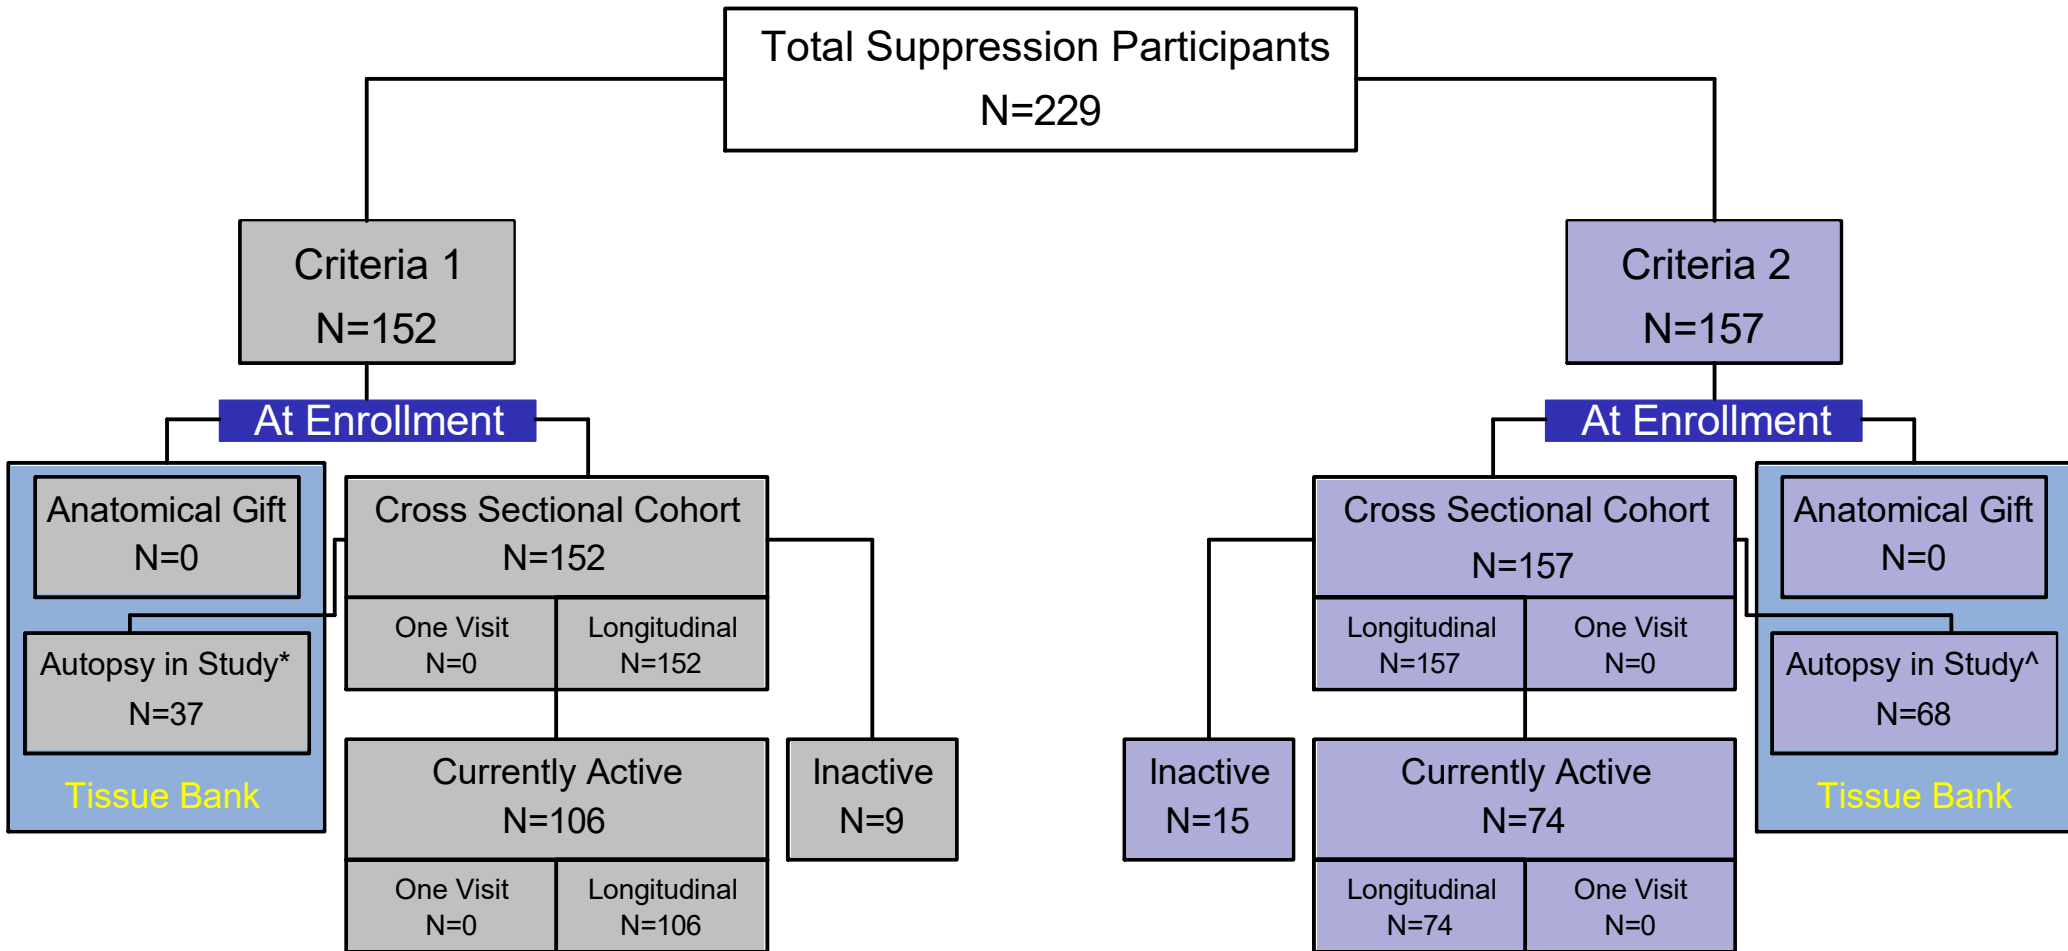 Total Suppression Participants
N=229
Criteria 1
N=152
At Enrollment
Anatomical Gift
N=0
Autopsy in Study*
N=37
Tissue Bank
Cross Sectional Cohort
N=152
One Visit
N=0
Longitudinal
N=152
Currently Active
N=106
One Visit
N=0
Longitudinal
N=106
Inactive
N=9
Criteria 2
N=157
At Enrollment
Cross Sectional Cohort
N=157
Longitudinal
N=157
One Visit
N=0
Inactive
N=15
Currently Active
N=74
Longitudinal
N=74
One Visit
N=0
Anatomical Gift
N=0
Autopsy in Study^
N=68
Tissue Bank